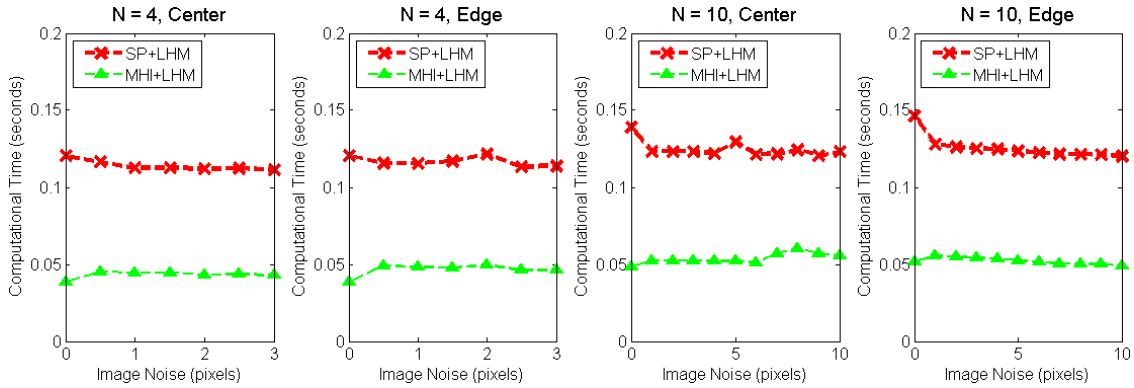 N = 4, Center
0.2
0.15
0.1
0.05
0
Computational Time (seconds)
SP+LHM
MHI+LHM
0 1 2 3
Image Noise (pixels)
N = 4, Edge
0.2
0.15
0.1
0.05
0
Computational Time (seconds)
SP+LHM
MHI+LHM
0 1 2 3
Image Noise (pixels)
N = 10, Center
0.2
0.15
0.1
0.05
0
Computational Time (seconds)
SP+LHM
MHI+LHM
0 5 10
Image Noise (pixels)
N = 10, Edge
0.2
0.15
0.1
0.05
0
Computational Time (seconds)
SP+LHM
MHI+LHM
0 5 10
Image Noise (pixels)